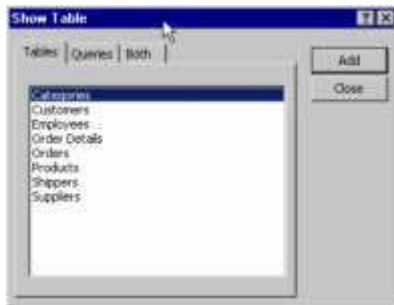 Show Table
Tables Queries Both
Add
Close
Categories
Customers
Employees
Order Details
Orders
Products
Shippers
Suppliers